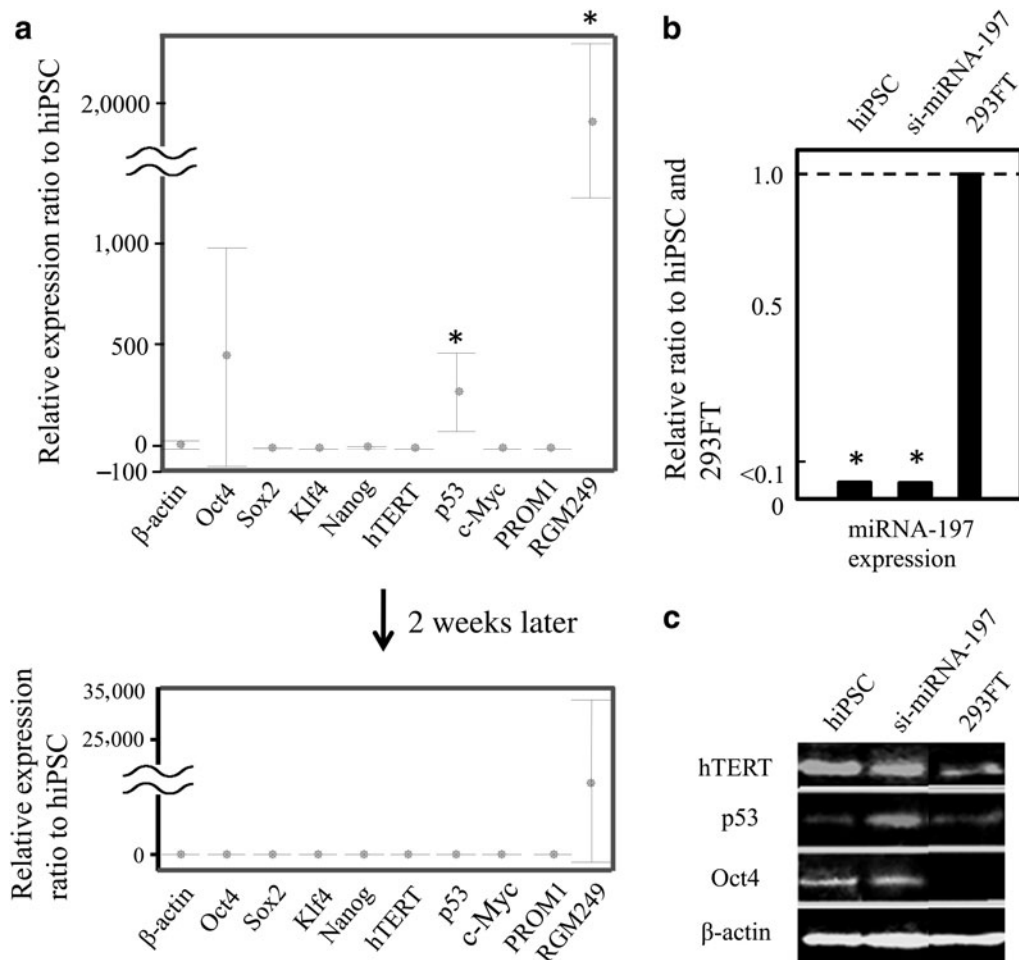 a
Relative expression ratio to hiPSC
2,0000
1,000
500
0
−100
*
*
β-actin
Oct4
Sox2
Klf4
Nanog
hTERT
p53
c-Myc
PROM1
RGM249
2 weeks later
Relative expression
ratio to hiPSC
35,000
25,000
0
β-actin
Oct4
Sox2
Klf4
Nanog
hTERT
p53
c-Myc
PROM1
RGM249
b
hiPSC
si-miRNA-197
293FT
Relative ratio to hiPSC and
293FT
1.0
0.5
<0.1
0
*
*
miRNA-197
expression
c
hiPSC
si-miRNA-197
293FT
hTERT
p53
Oct4
β-actin